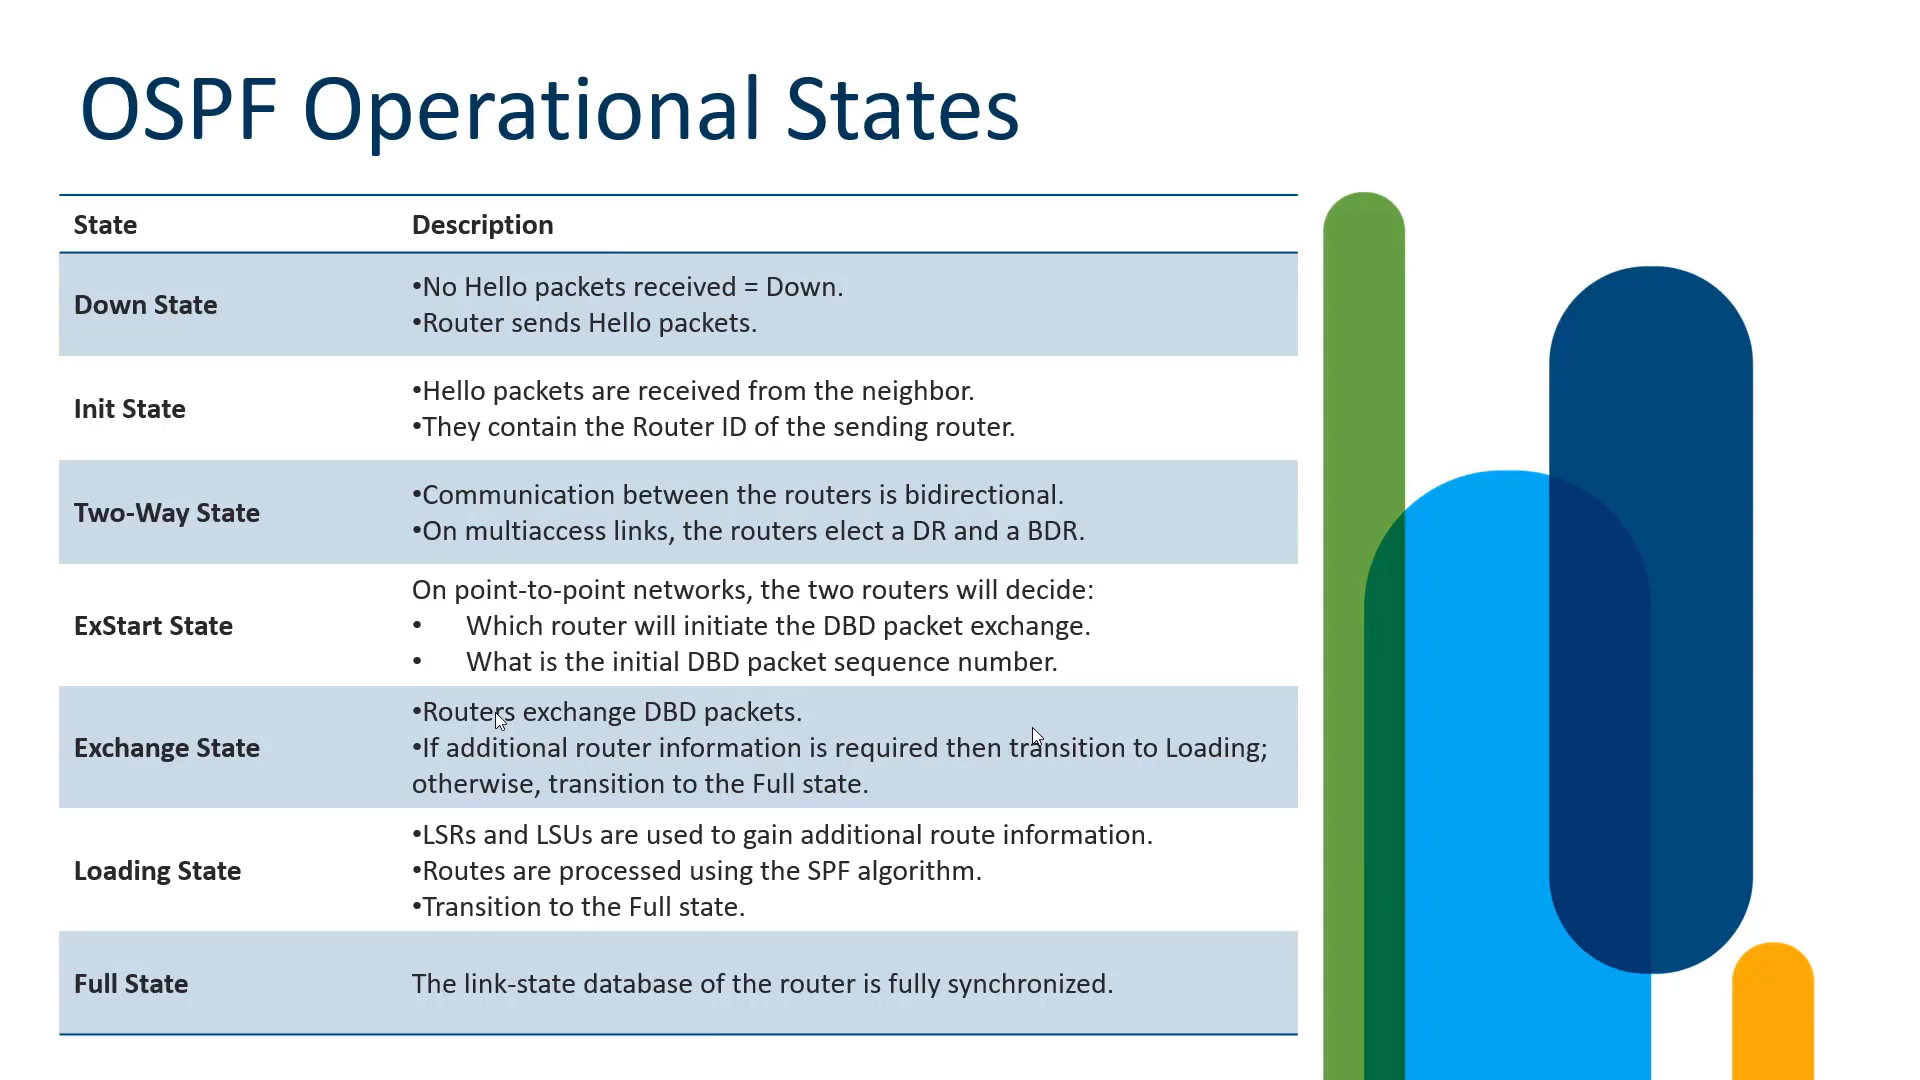 OSPF Operational States
State Description
Down State
•No Hello packets received = Down.
•Router sends Hello packets.
Init State
•Hello packets are received from the neighbor.
•They contain the Router ID of the sending router.
Two-Way State
•Communication between the routers is bidirectional.
•On multiaccess links, the routers elect a DR and a BDR.
ExStart State
On point-to-point networks, the two routers will decide:
• Which router will initiate the DBD packet exchange.
• What is the initial DBD packet sequence number.
Exchange State
•Routers exchange DBD packets.
•If additional router information is required then transition to Loading;
otherwise, transition to the Full state.
Loading State
•LSRs and LSUs are used to gain additional route information.
•Routes are processed using the SPF algorithm.
•Transition to the Full state.
Full State
The link-state database of the router is fully synchronized.